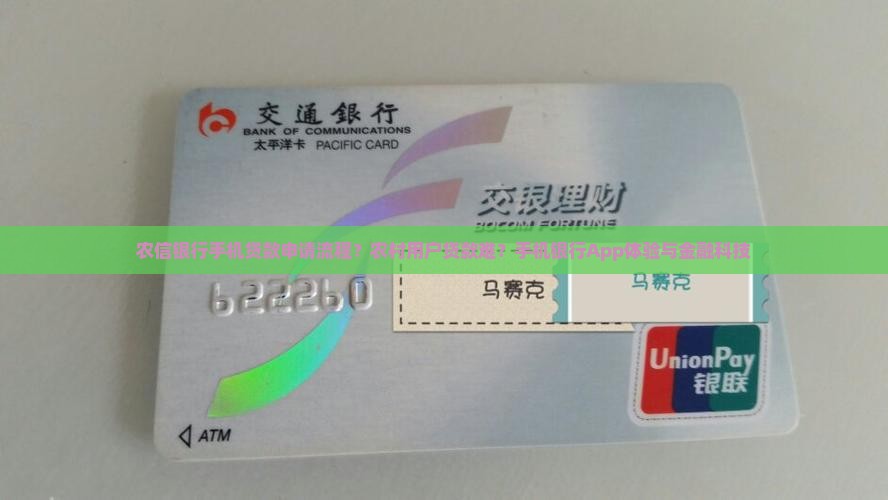 交通銀行
BANK OF COMMUNICATIONS
太平洋卡 PACIFIC CARD
交银理财
BOCOM FORTUNE
农信银行手机贷款申请流程？农村用户贷款难？手机银行App体验与金融科技
622260
马赛克
马赛克
UnionPay
银联
ATM